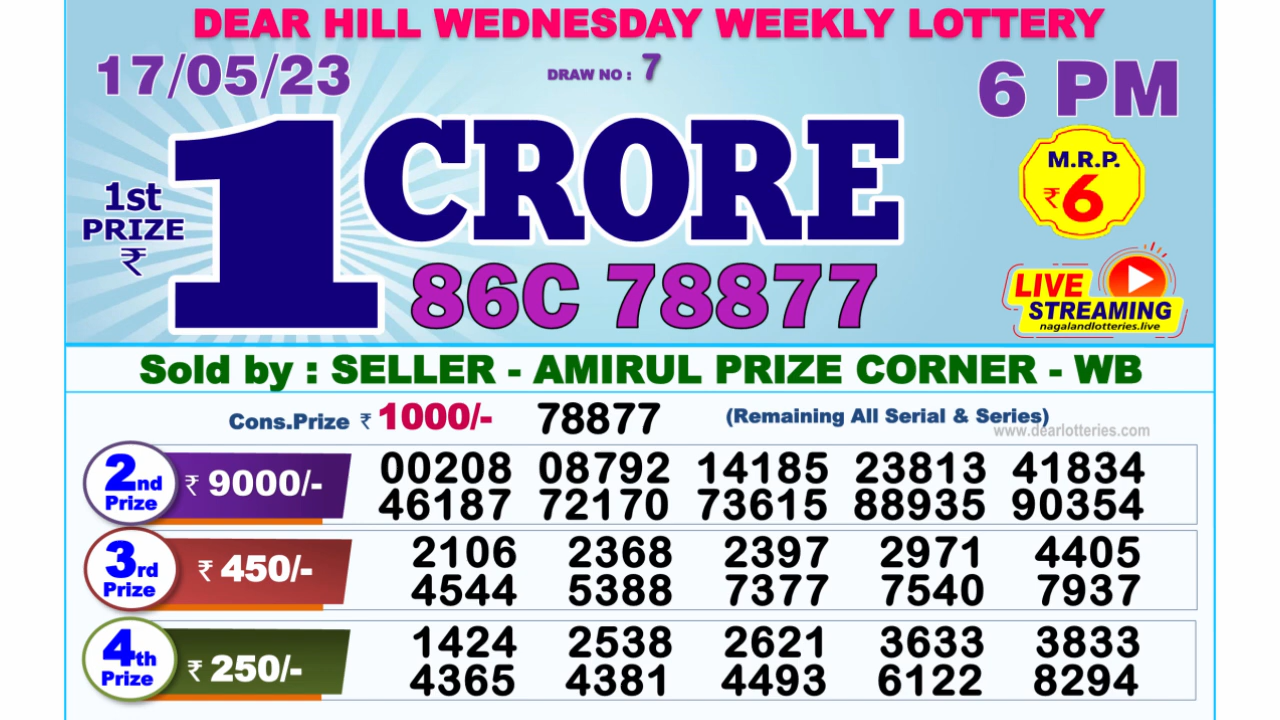 DEAR HILL WEDNESDAY WEEKLY LOTTERY
17/05/23
DRAW NO : 7
6 PM
1st
PRIZE
₹
1 CRORE
M.R.P.
₹6
86C 78877
LIVE
STREAMING
nagalandlotteries.live
Sold by : SELLER - AMIRUL PRIZE CORNER - WB
Cons.Prize ₹ 1000/- 78877 (Remaining All Serial & Series)
www.dearlotteries.com
2nd Prize ₹ 9000/-
00208 08792 14185 23813 41834
46187 72170 73615 88935 90354
3rd Prize ₹ 450/-
2106 2368 2397 2971 4405
4544 5388 7377 7540 7937
4th Prize ₹ 250/-
1424 2538 2621 3633 3833
4365 4381 4493 6122 8294